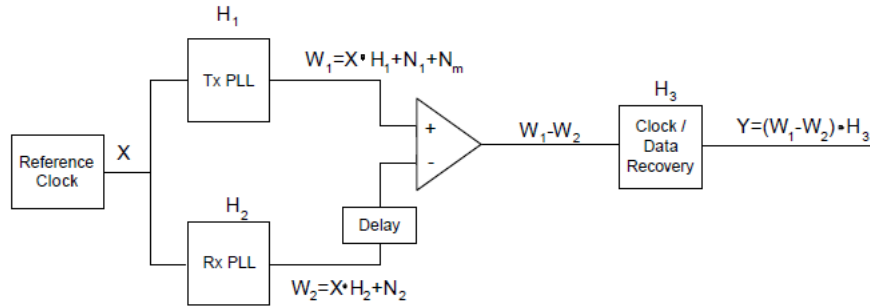 H₁
Tx PLL
W₁=X•H₁+N₁+Nₘ
Reference
Clock
X
+
-
W₁-W₂
H₃
Clock /
Data
Recovery
Y=(W₁-W₂)•H₃
H₂
Rx PLL
Delay
W₂=X•H₂+N₂